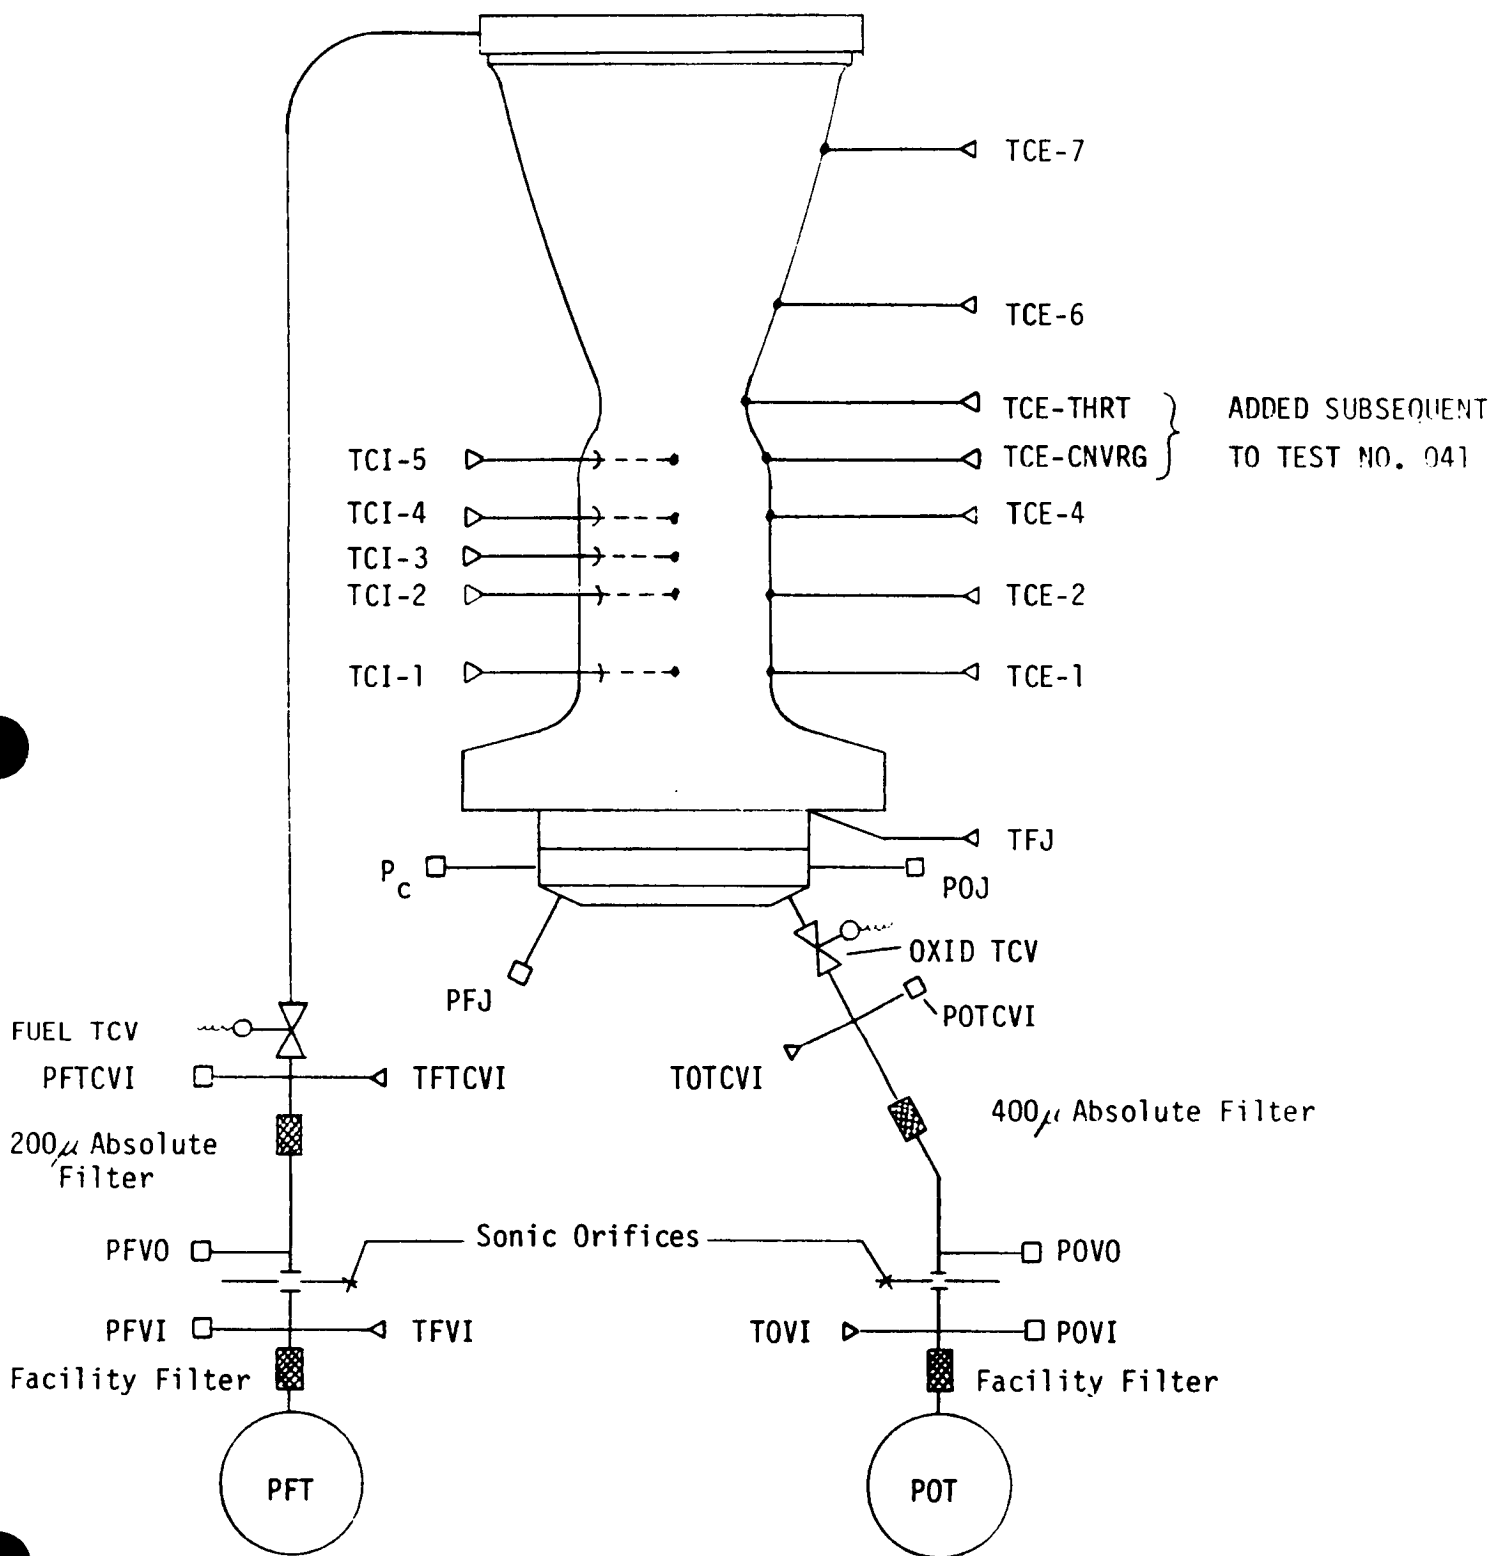 TCE-7
TCE-6
TCE-THRT
ADDED SUBSEQUENT
TCE-CNVRG
TO TEST NO. 041
TCI-5
TCI-4
TCE-4
TCI-3
TCI-2
TCE-2
TCI-1
TCE-1
TFJ
Pc
POJ
OXID TCV
PFJ
POTCVI
FUEL TCV
PFTCVI
TFTCVI
TOTCVI
400μ Absolute Filter
200μ Absolute
Filter
Sonic Orifices
PFVO
POVO
PFVI
TFVI
TOVI
POVI
Facility Filter
Facility Filter
PFT
POT